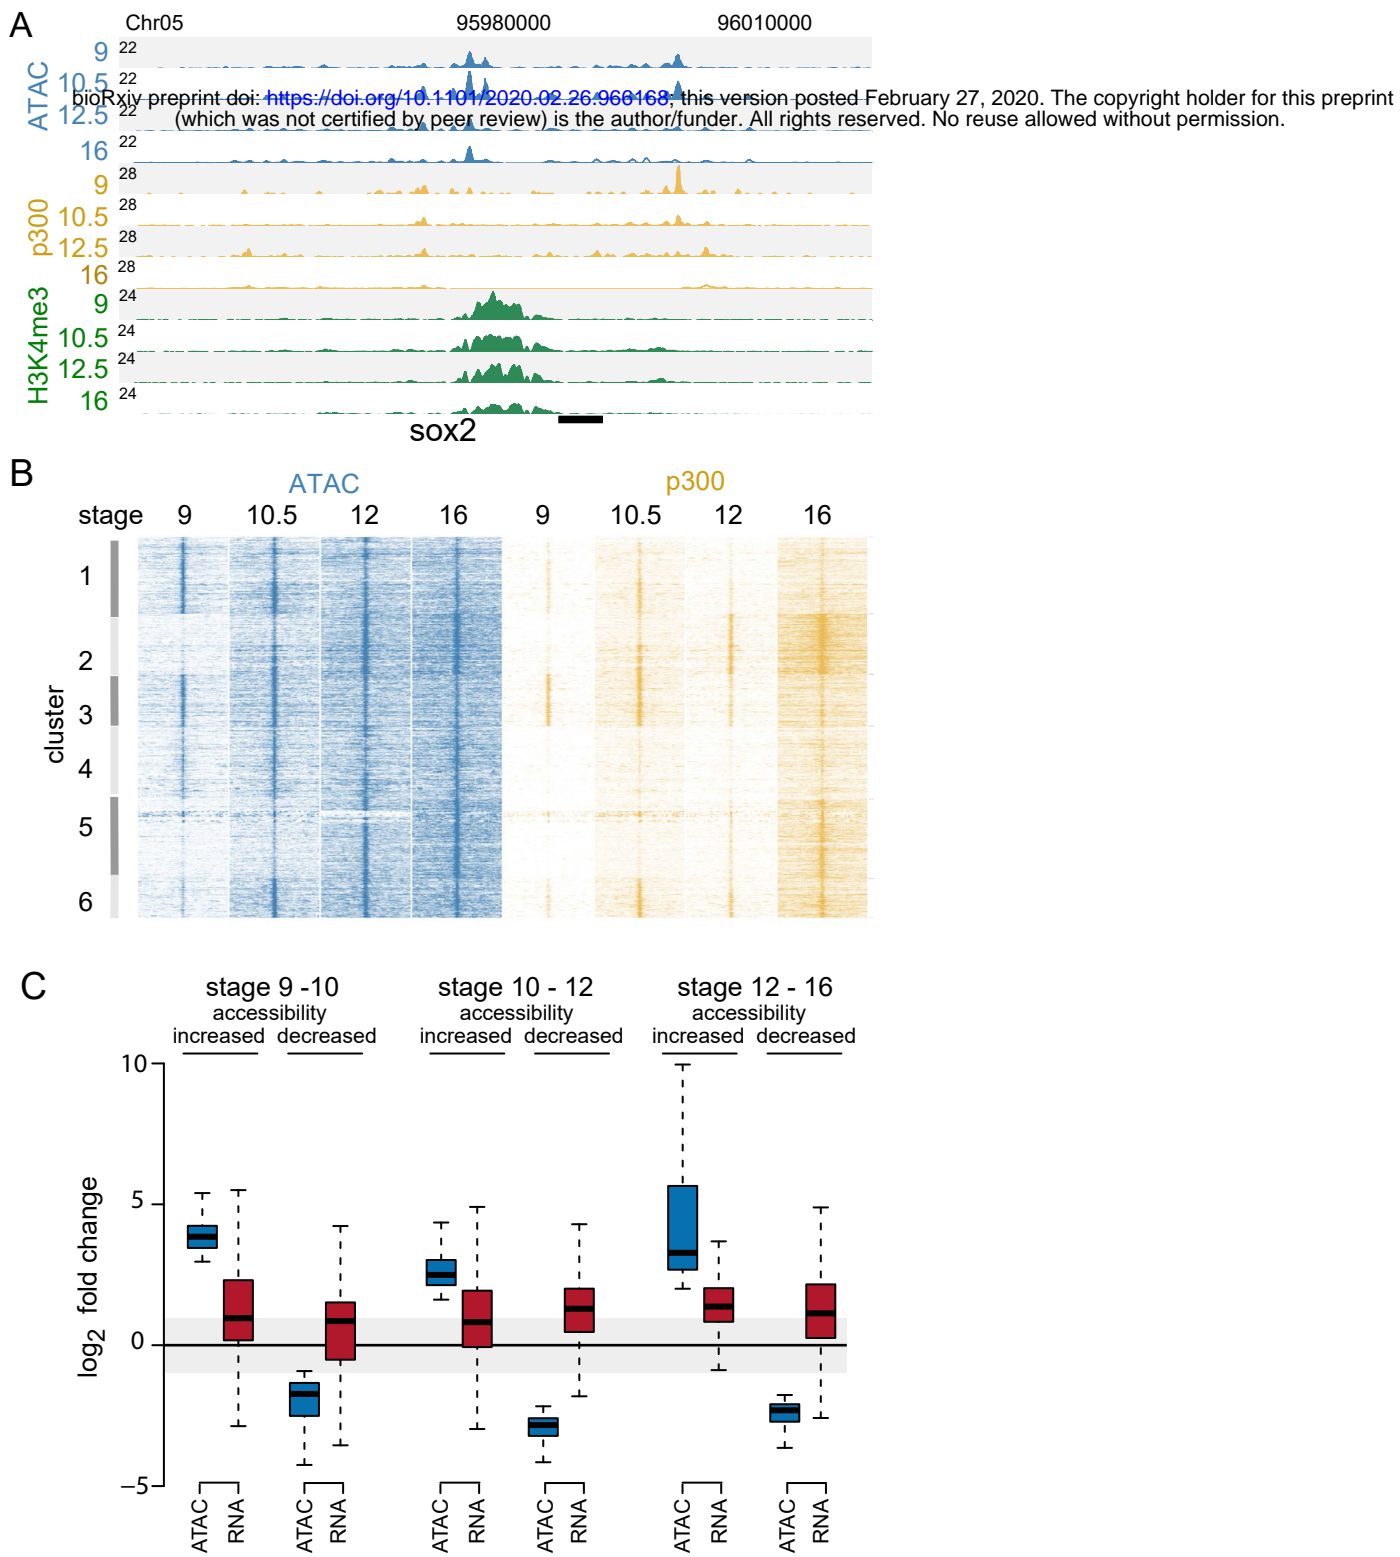 A
Chr05 95980000 96010000
ATAC
9 22
10.5 22
bioRxiv preprint doi: https://doi.org/10.1101/2020.02.26.966168; this version posted February 27, 2020. The copyright holder for this preprint
12.5 22
(which was not certified by peer review) is the author/funder. All rights reserved. No reuse allowed without permission.
16 22
p300
9 28
10.5 28
12.5 28
16 28
H3K4me3
9 24
10.5 24
12.5 24
16 24
sox2
B
ATAC p300
stage 9 10.5 12 16 9 10.5 12 16
cluster
1
2
3
4
5
6
C
stage 9 -10 stage 10 - 12 stage 12 - 16
accessibility accessibility accessibility
increased decreased increased decreased increased decreased
log2 fold change
10
5
0
−5
ATAC RNA ATAC RNA ATAC RNA ATAC RNA ATAC RNA ATAC RNA